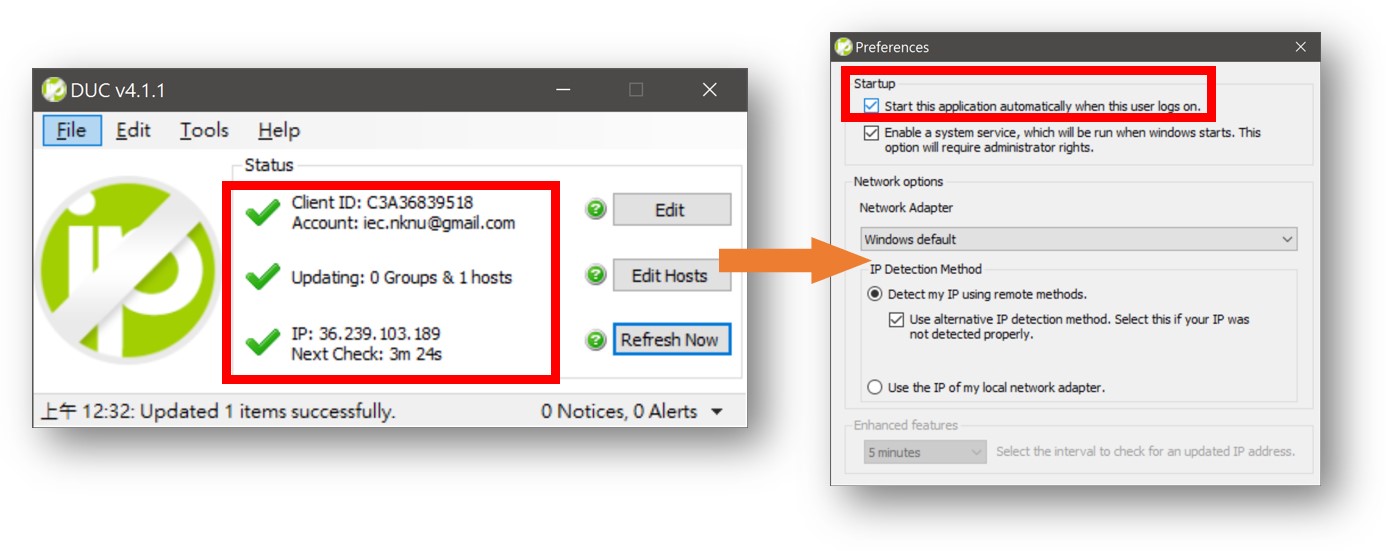 DUC v4.1.1
File Edit Tools Help
Status
Client ID: C3A36839518
Account: iec.nknu@gmail.com
Edit
Updating: 0 Groups & 1 hosts
Edit Hosts
IP: 36.239.103.189
Next Check: 3m 24s
Refresh Now
上午 12:32: Updated 1 items successfully.
0 Notices, 0 Alerts
Preferences
Startup
Start this application automatically when this user logs on.
Enable a system service, which will be run when windows starts. This
option will require administrator rights.
Network options
Network Adapter
Windows default
IP Detection Method
Detect my IP using remote methods.
Use alternative IP detection method. Select this if your IP was
not detected properly.
Use the IP of my local network adapter.
Enhanced features
5 minutes
Select the interval to check for an updated IP address.